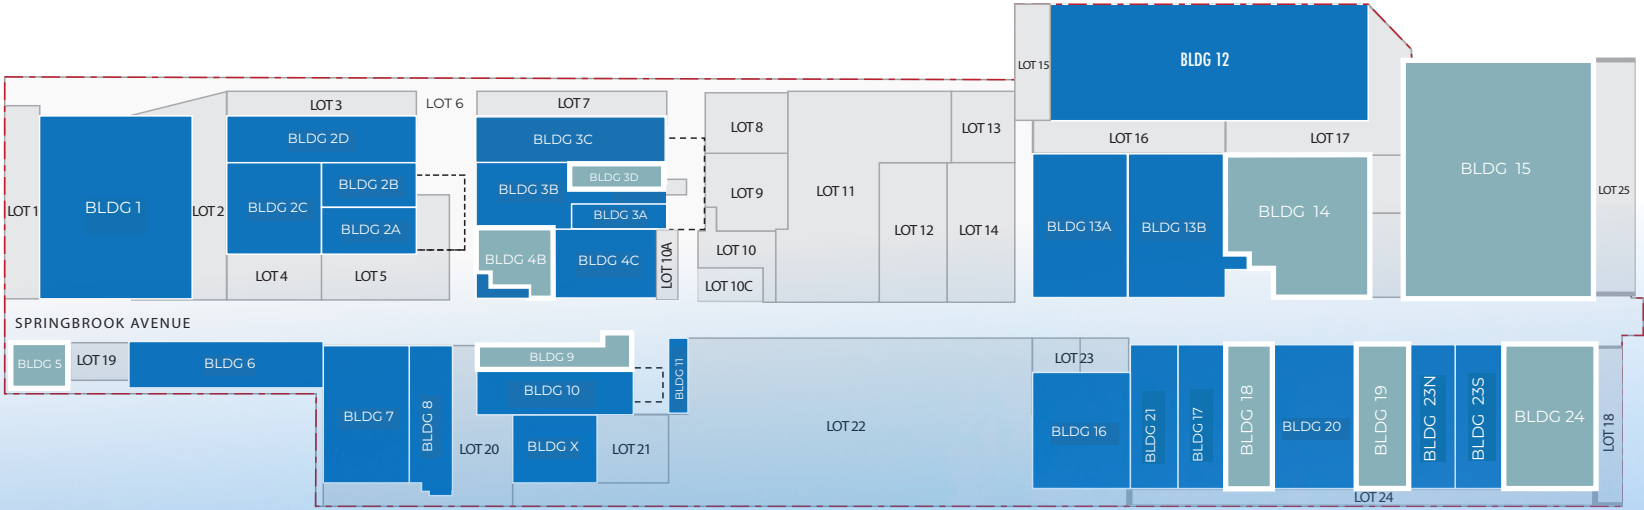 BLDG 12
LOT 15
LOT 3
LOT 6
LOT 7
LOT 8
LOT 13
BLDG 2D
BLDG 3C
LOT 16
LOT 17
BLDG 15
LOT 1
BLDG 1
LOT 2
BLDG 2C
BLDG 2B
BLDG 2A
BLDG 3B
BLDG 3D
BLDG 3A
LOT 9
LOT 11
LOT 12
LOT 14
BLDG 13A
BLDG 13B
BLDG 14
LOT 25
LOT 4
LOT 5
BLDG 4B
BLDG 4C
LOT 10A
LOT 10
LOT 10C
SPRINGBROOK AVENUE
BLDG 5
LOT 19
BLDG 6
BLDG 9
BLDG 11
LOT 23
BLDG 7
BLDG 8
BLDG 10
LOT 20
BLDG X
LOT 21
LOT 22
BLDG 16
BLDG 21
BLDG 17
BLDG 18
BLDG 20
BLDG 19
BLDG 23N
BLDG 23S
BLDG 24
LOT 18
LOT 24